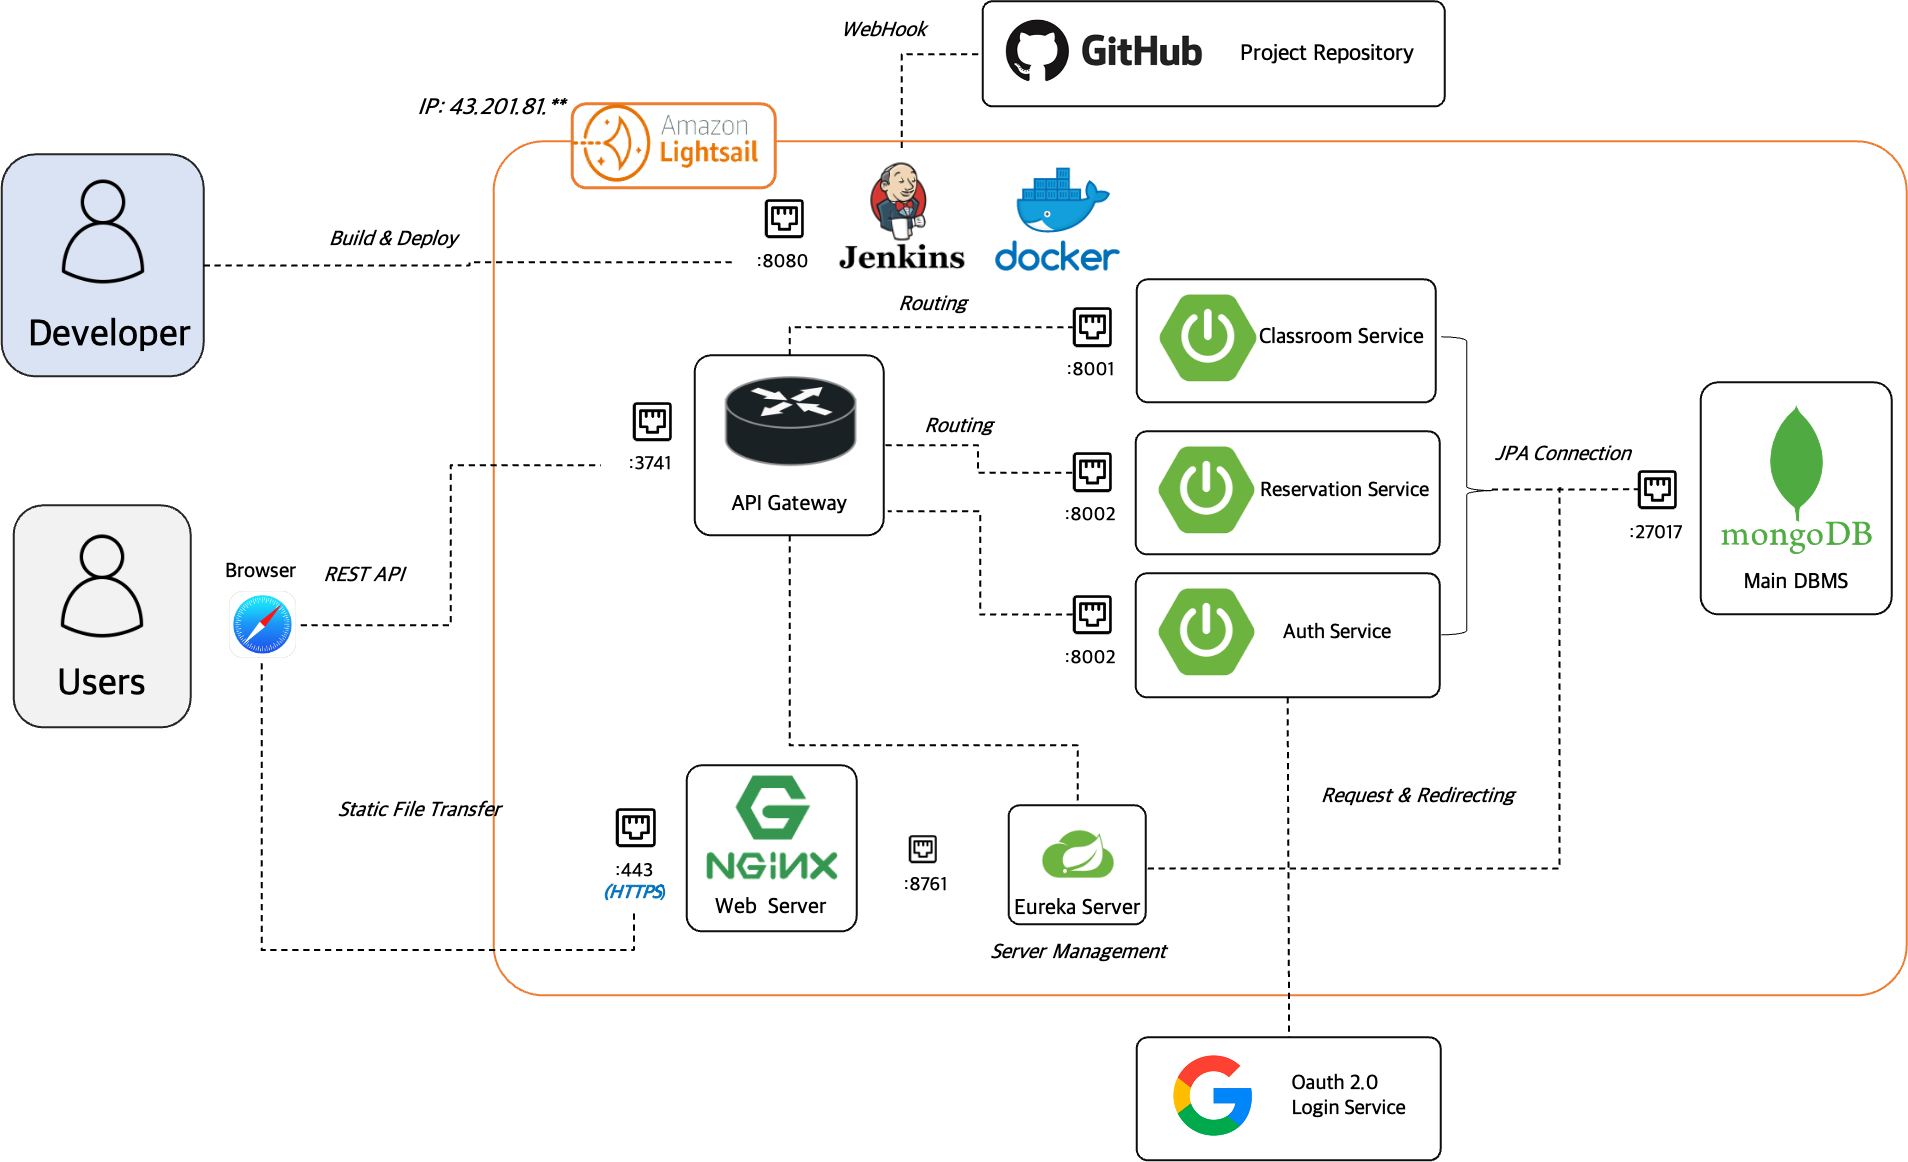 WebHook
GitHub
Project Repository
IP: 43.201.81.**
Amazon
Lightsail
Jenkins
docker
:8080
Build & Deploy
Developer
Routing
:8001
Classroom Service
:3741
API Gateway
Routing
:8002
Reservation Service
JPA Connection
:27017
mongoDB
Main DBMS
Browser
REST API
Users
:8002
Auth Service
Static File Transfer
:443
(HTTPS)
NGINX
Web Server
:8761
Eureka Server
Server Management
Request & Redirecting
Oauth 2.0
Login Service